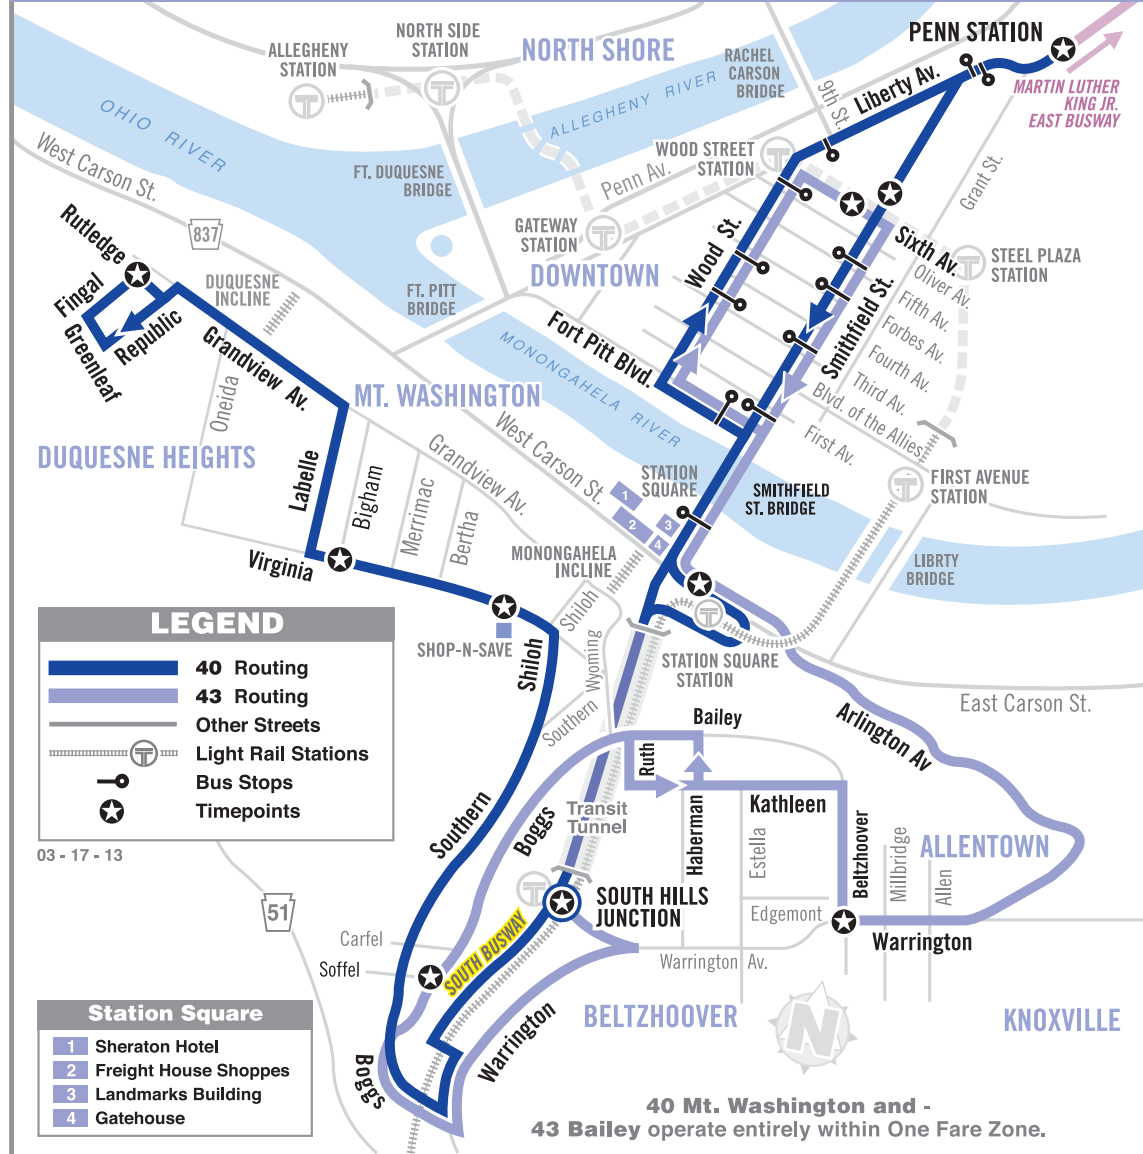 NORTH SIDE
STATION
ALLEGHENY
STATION
NORTH SHORE
RACHEL
CARSON
BRIDGE
PENN STATION
MARTIN LUTHER
KING JR.
EAST BUSWAY
OHIO RIVER
ALLEGHENY RIVER
9th St.
Liberty Av.
West Carson St.
WOOD STREET
STATION
FT. DUQUESNE
BRIDGE
Penn Av.
Grant St.
Rutledge
837
GATEWAY
STATION
Wood St.
Sixth Av.
STEEL PLAZA
STATION
Fingal
DUQUESNE
INCLINE
DOWNTOWN
Oliver Av.
FT. PITT
BRIDGE
Smithfield St.
Fifth Av.
Greenleaf
Republic
Grandview Av.
Fort Pitt Blvd.
MONONGAHELA RIVER
Forbes Av.
Fourth Av.
Third Av.
Blvd. of the Allies
First Av.
Oneida
MT. WASHINGTON
West Carson St.
Grandview Av.
DUQUESNE HEIGHTS
Labelle
Bigham
Merrimac
Bertha
STATION
SQUARE
1
2
3
4
SMITHFIELD
ST. BRIDGE
FIRST AVENUE
STATION
Virginia
MONONGAHELA
INCLINE
LIBRTY
BRIDGE
SHOP-N-SAVE
Shiloh
Shiloh
Wyoming
Southern
STATION SQUARE
STATION
East Carson St.
LEGEND
40 Routing
43 Routing
Other Streets
Light Rail Stations
Bus Stops
Timepoints
03 - 17 - 13
Bailey
Ruth
Arlington Av
Southern
Boggs
Transit
Tunnel
Haberman
Kathleen
Estella
Beltzhoover
Millbridge
Allen
ALLENTOWN
51
SOUTH HILLS
JUNCTION
Edgemont
Warrington
Carfel
Soffel
SOUTH BUSWAY
Warrington Av.
Warrington
BELTZHOOVER
N
KNOXVILLE
Boggs
Station Square
1 Sheraton Hotel
2 Freight House Shoppes
3 Landmarks Building
4 Gatehouse
40 Mt. Washington and -
43 Bailey operate entirely within One Fare Zone.